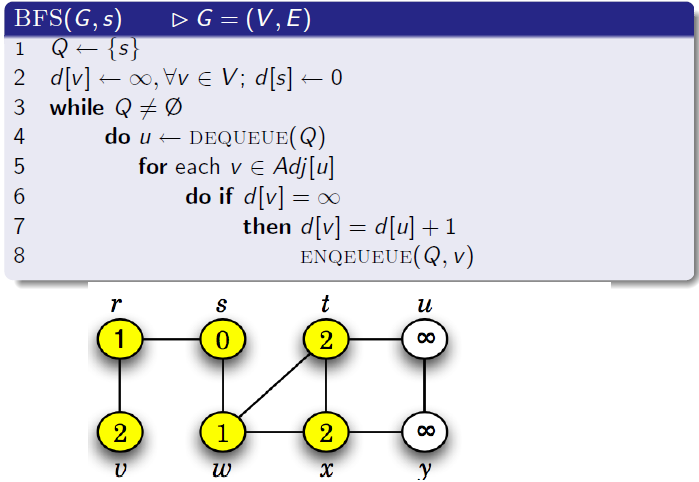 BFS(G, s) ▷ G = (V, E)
1 Q ← {s}
2 d[v] ← ∞, ∀v ∈ V; d[s] ← 0
3 while Q ≠ Ø
4 do u ← DEQUEUE(Q)
5 for each v ∈ Adj[u]
6 do if d[v] = ∞
7 then d[v] = d[u] + 1
8 ENQEUEUE(Q, v)
r s t u
1 0 2 ∞
2 1 2 ∞
v w x y